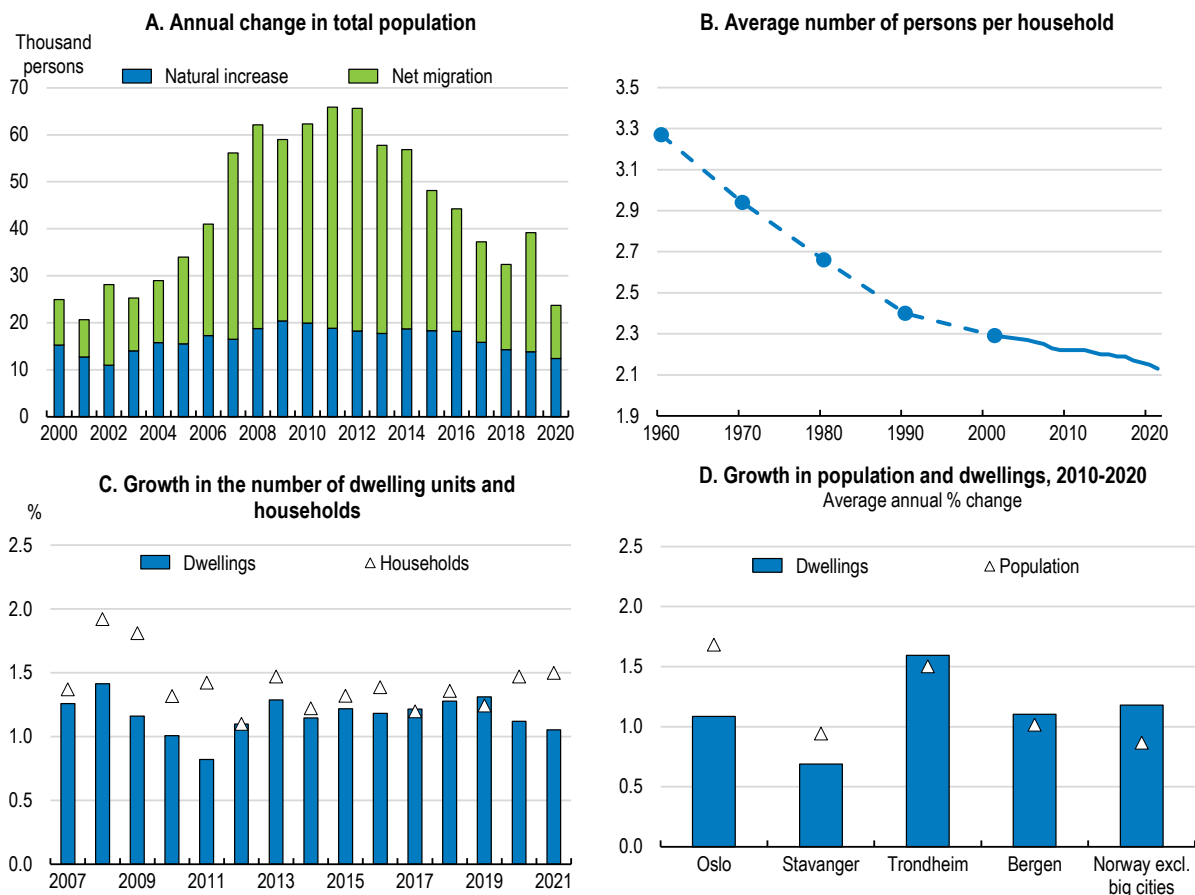 A. Annual change in total population
Thousand
persons
Natural increase
Net migration
70
60
50
40
30
20
10
0
2000 2002 2004 2006 2008 2010 2012 2014 2016 2018 2020
B. Average number of persons per household
3.5
3.3
3.1
2.9
2.7
2.5
2.3
2.1
1.9
1960 1970 1980 1990 2000 2010 2020
C. Growth in the number of dwelling units and
households
%
Dwellings
Households
2.5
2.0
1.5
1.0
0.5
0.0
2007 2009 2011 2013 2015 2017 2019 2021
D. Growth in population and dwellings, 2010-2020
Average annual % change
Dwellings
Population
2.5
2.0
1.5
1.0
0.5
0.0
Oslo Stavanger Trondheim Bergen Norway excl.
big cities